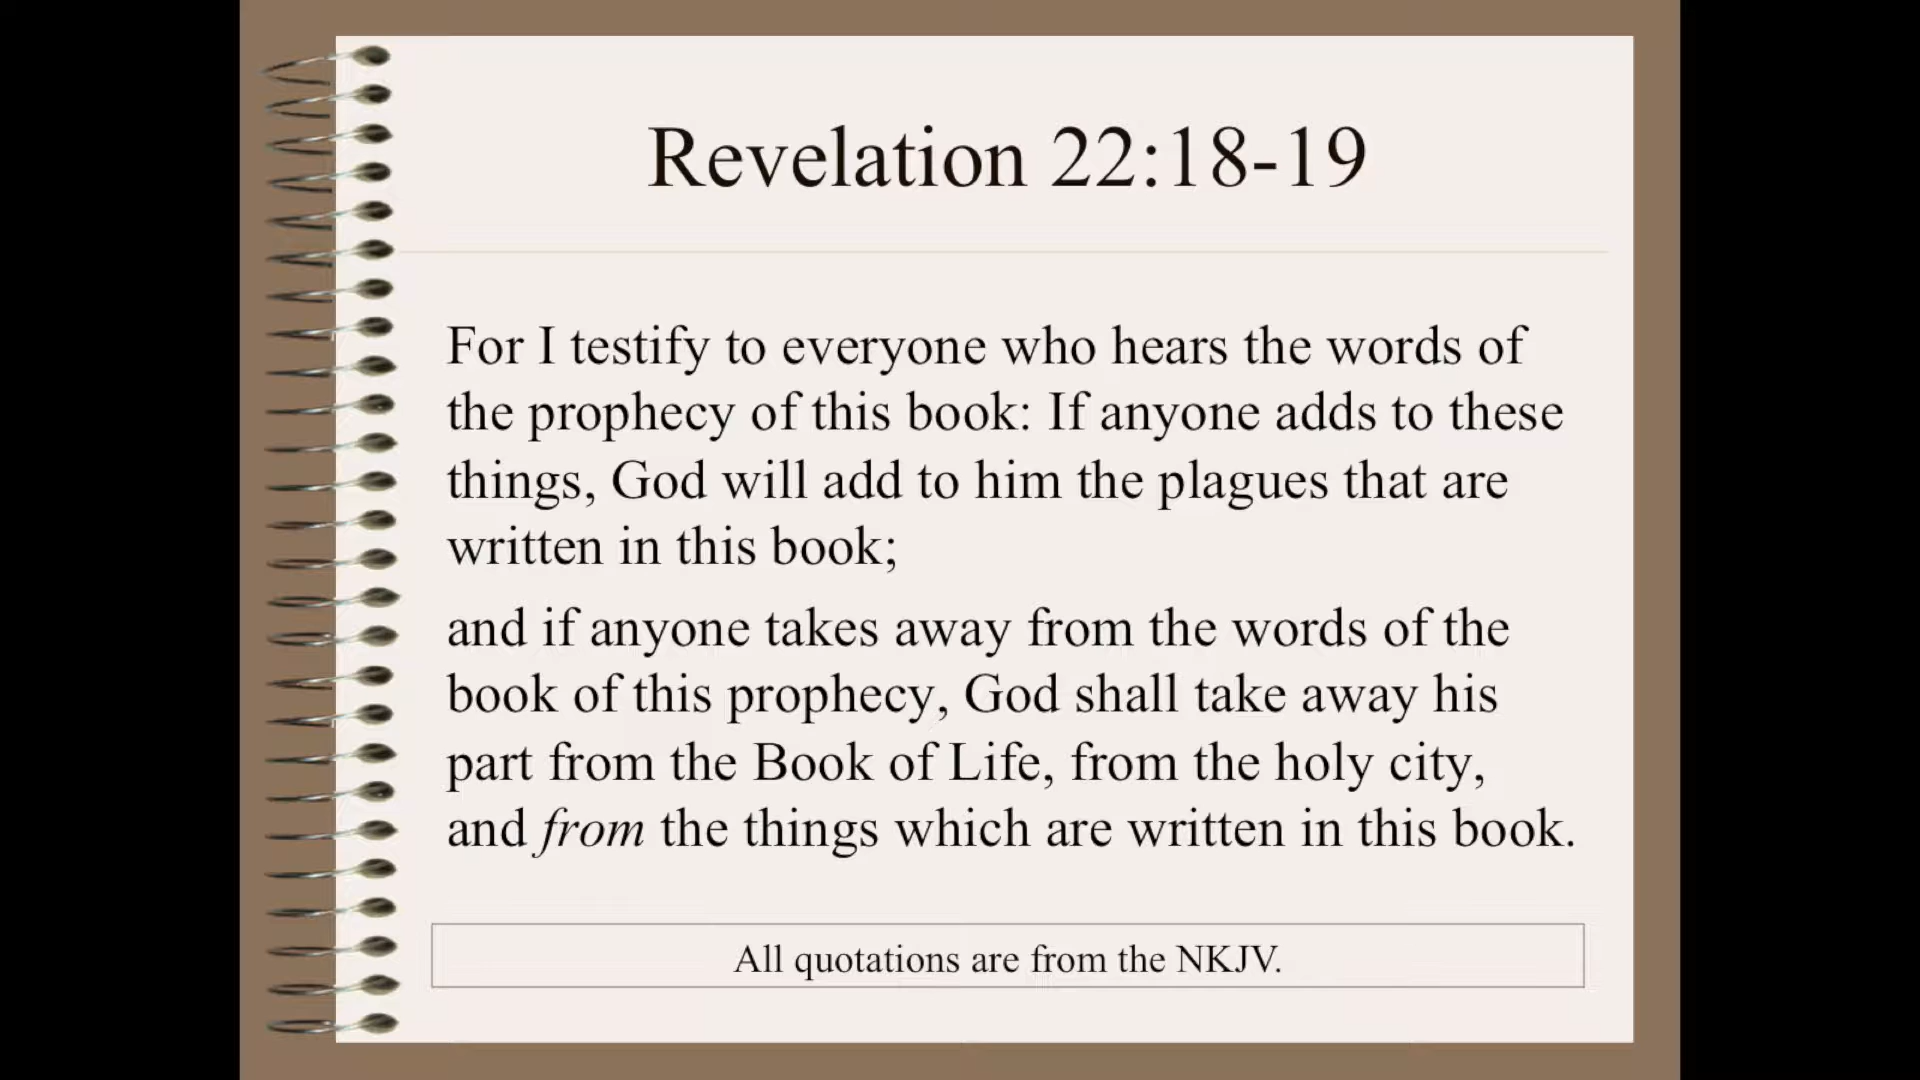 Revelation 22:18-19
For I testify to everyone who hears the words of
the prophecy of this book: If anyone adds to these
things, God will add to him the plagues that are
written in this book;
and if anyone takes away from the words of the
book of this prophecy, God shall take away his
part from the Book of Life, from the holy city,
and from the things which are written in this book.
All quotations are from the NKJV.